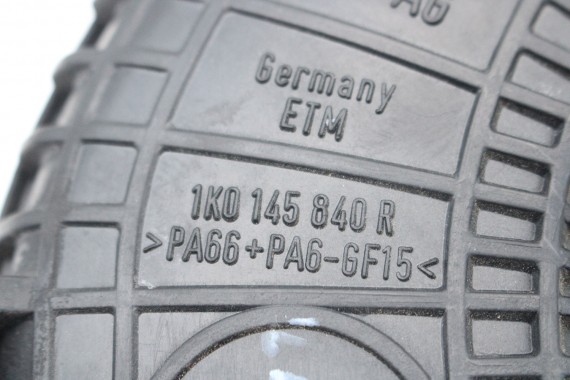 Germany
ETM
1K0 145 840 R
>PA66+PA6-GF15<